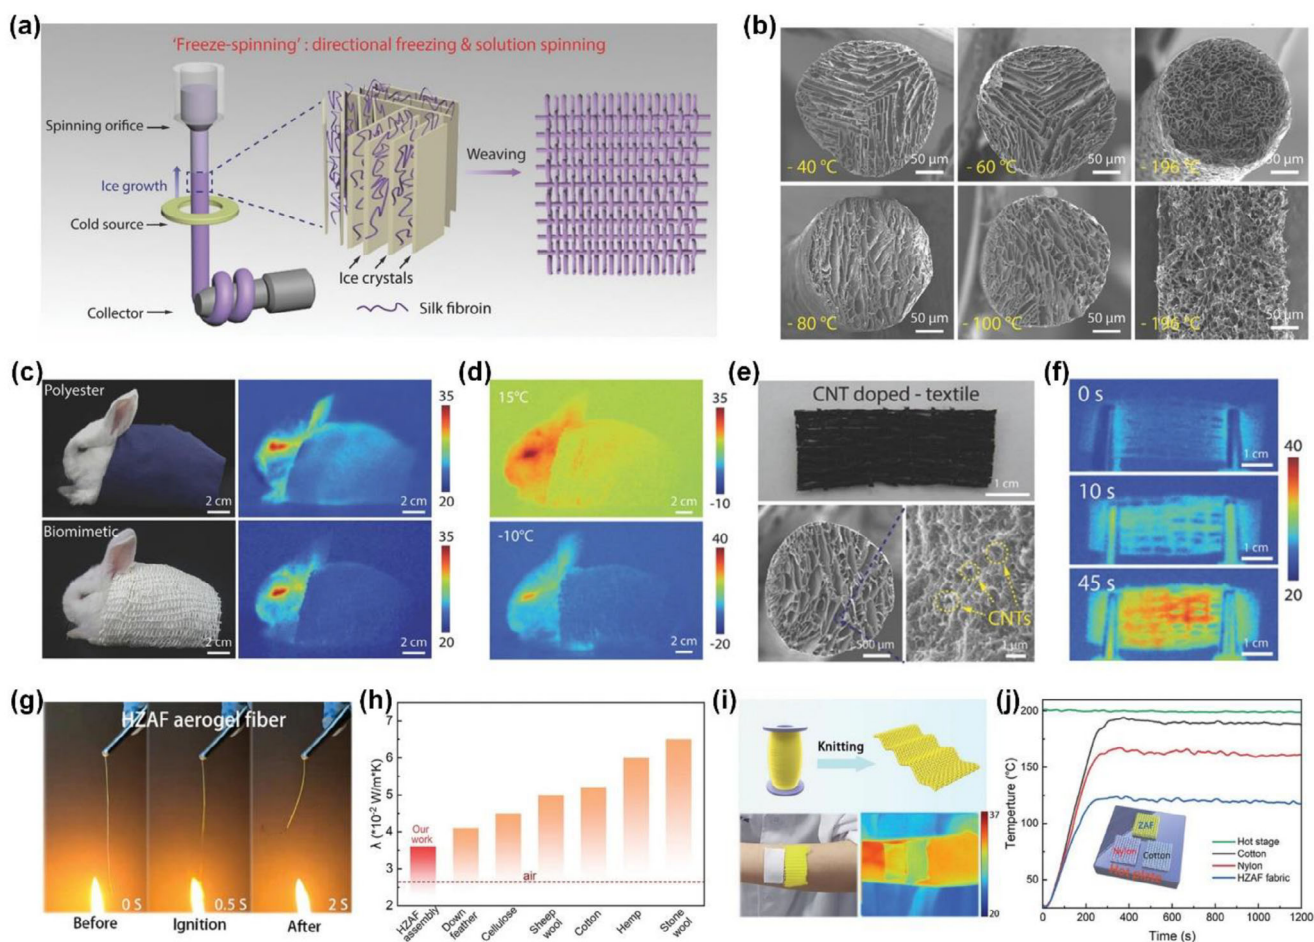 (a)
'Freeze-spinning' : directional freezing & solution spinning
Spinning orifice
Ice growth
Cold source
Collector
Ice crystals
Silk fibroin
Weaving
(b)
- 40 °C
50 μm
- 60 °C
50 μm
- 196 °C
50 μm
- 80 °C
50 μm
- 100 °C
50 μm
- 196 °C
50 μm
(c)
Polyester
2 cm
2 cm
35
20
Biomimetic
2 cm
2 cm
35
20
(d)
15°C
2 cm
35
-10
-10°C
2 cm
40
-20
(e)
CNT doped - textile
1 cm
500 μm
CNTs
1 μm
(f)
0 s
1 cm
10 s
1 cm
45 s
1 cm
40
20
(g)
HZAF aerogel fiber
0 S
0.5 S
2 S
Before
Ignition
After
(h)
λ (*10⁻² W/m*K)
7
6
5
4
3
2
Our
work
air
HZAF
assembly
Down
feather
Cellulose
Sheep
wool
Cotton
Hemp
Stone
wool
(i)
Knitting
37
20
(j)
Temperture (°C)
200
150
100
50
25
ZAF
Nylon
Cotton
Hot stage
Cotton
Nylon
HZAF fabric
0
200
400
600
800
1000
1200
Time (s)